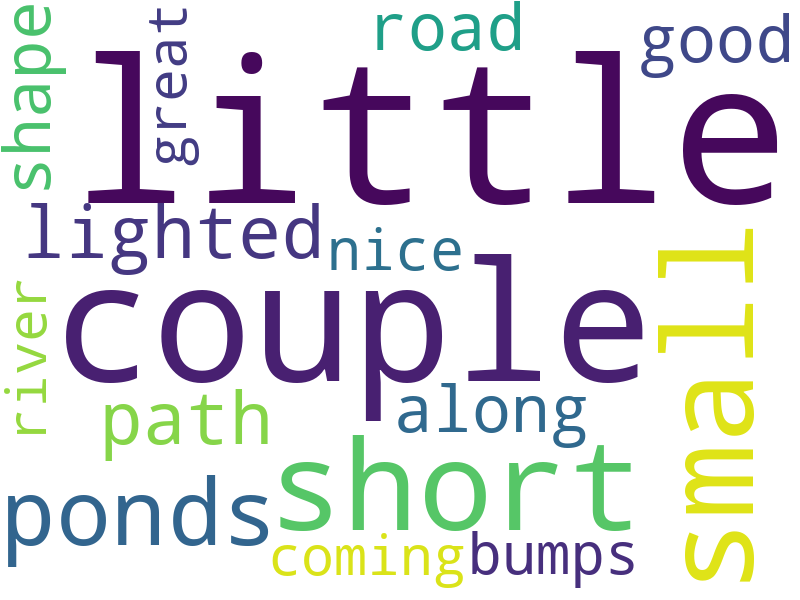 shape
great
road
good
little
lighted
nice
small
river
couple
path
along
ponds
short
coming
bumps